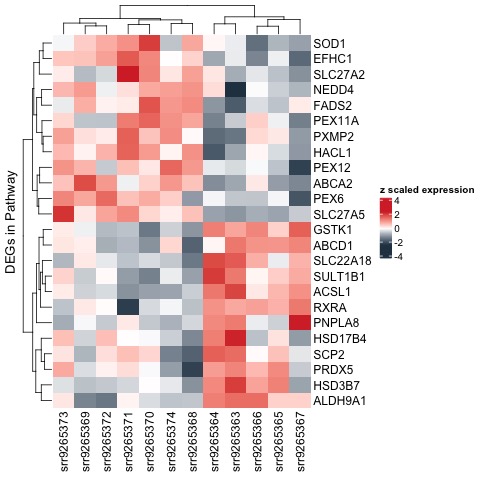 SOD1
EFHC1
SLC27A2
NEDD4
FADS2
PEX11A
PXMP2
HACL1
PEX12
ABCA2
PEX6
SLC27A5
GSTK1
ABCD1
SLC22A18
SULT1B1
ACSL1
RXRA
PNPLA8
HSD17B4
SCP2
PRDX5
HSD3B7
ALDH9A1
DEGs in Pathway
z scaled expression
4
2
0
-2
-4
srr9265373
srr9265369
srr9265372
srr9265371
srr9265370
srr9265374
srr9265368
srr9265364
srr9265363
srr9265366
srr9265365
srr9265367